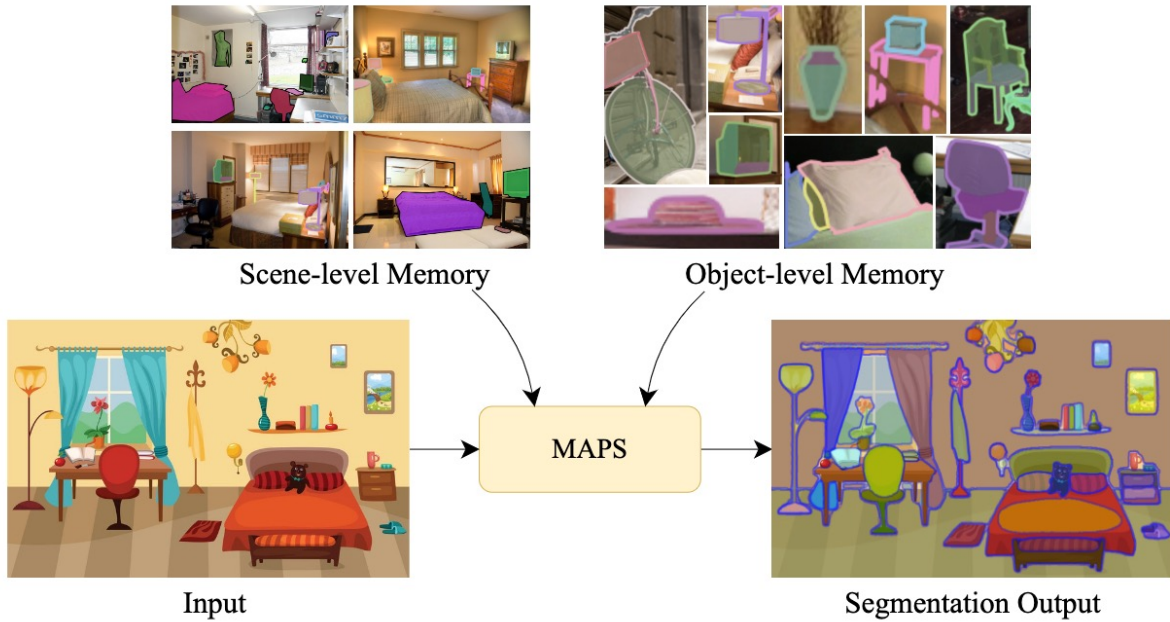 Scene-level Memory
Object-level Memory
MAPS
Input
Segmentation Output